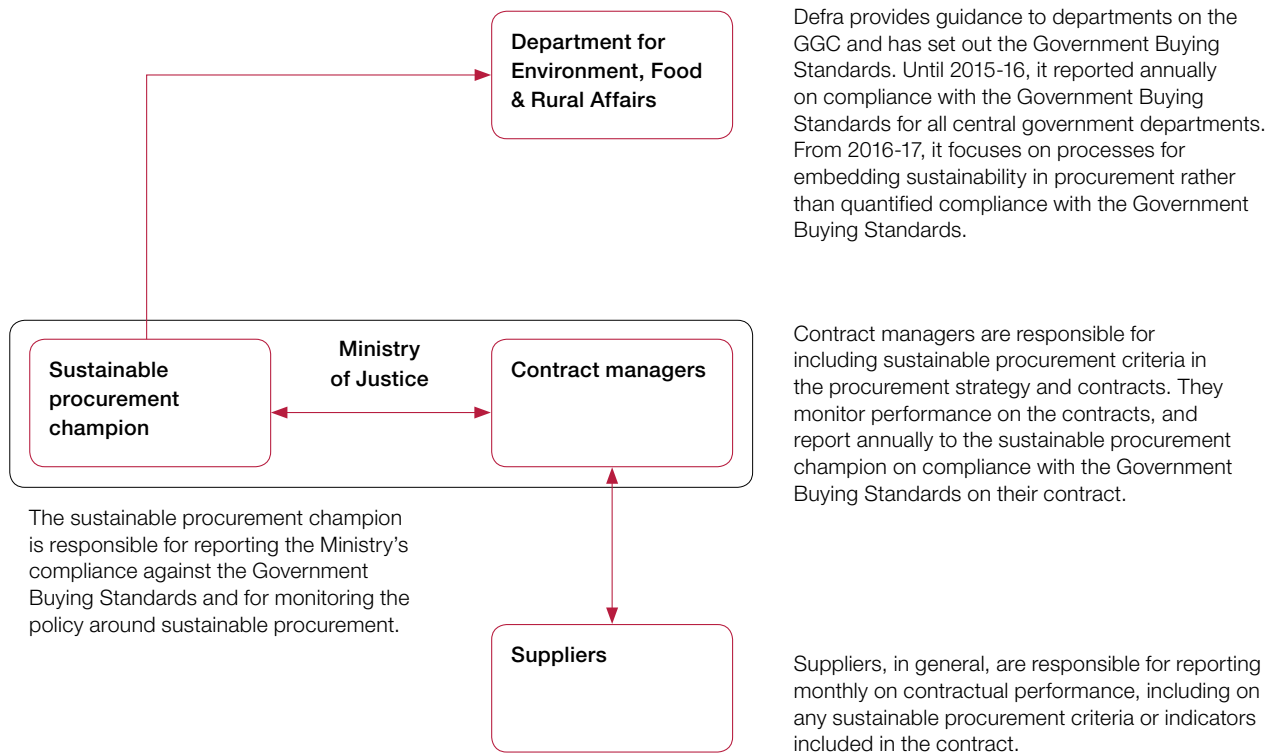 Department for
Environment, Food
& Rural Affairs
Defra provides guidance to departments on the
GGC and has set out the Government Buying
Standards. Until 2015-16, it reported annually
on compliance with the Government Buying
Standards for all central government departments.
From 2016-17, it focuses on processes for
embedding sustainability in procurement rather
than quantified compliance with the Government
Buying Standards.
Sustainable
procurement
champion
Ministry
of Justice
Contract managers
Contract managers are responsible for
including sustainable procurement criteria in
the procurement strategy and contracts. They
monitor performance on the contracts, and
report annually to the sustainable procurement
champion on compliance with the Government
Buying Standards on their contract.
The sustainable procurement champion
is responsible for reporting the Ministry’s
compliance against the Government
Buying Standards and for monitoring the
policy around sustainable procurement.
Suppliers
Suppliers, in general, are responsible for reporting
monthly on contractual performance, including on
any sustainable procurement criteria or indicators
included in the contract.